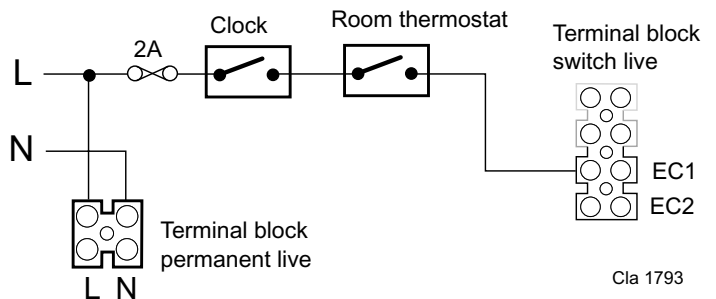 Clock
Room thermostat
Terminal block
switch live
2A
L
N
EC1
EC2
Terminal block
permanent live
L N
Cla 1793